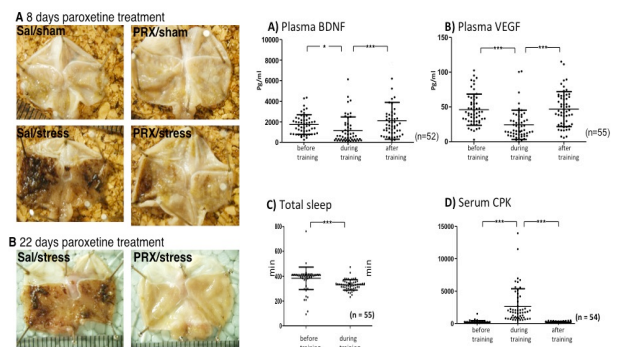 A 8 days paroxetine treatment
Sal/sham
PRX/sham
Sal/stress
PRX/stress
B 22 days paroxetine treatment
Sal/stress
PRX/stress
A) Plasma BDNF
Pg/ml
10000
8000
6000
4000
2000
0
*
***
(n=52)
before training
during training
after training
B) Plasma VEGF
Pg/ml
150
100
50
0
***
***
(n=55)
before training
during training
after training
C) Total sleep
min
800
600
400
200
0
***
min
(n = 55)
before training
during training
D) Serum CPK
15000
10000
5000
0
***
***
(n = 54)
before training
during training
after training